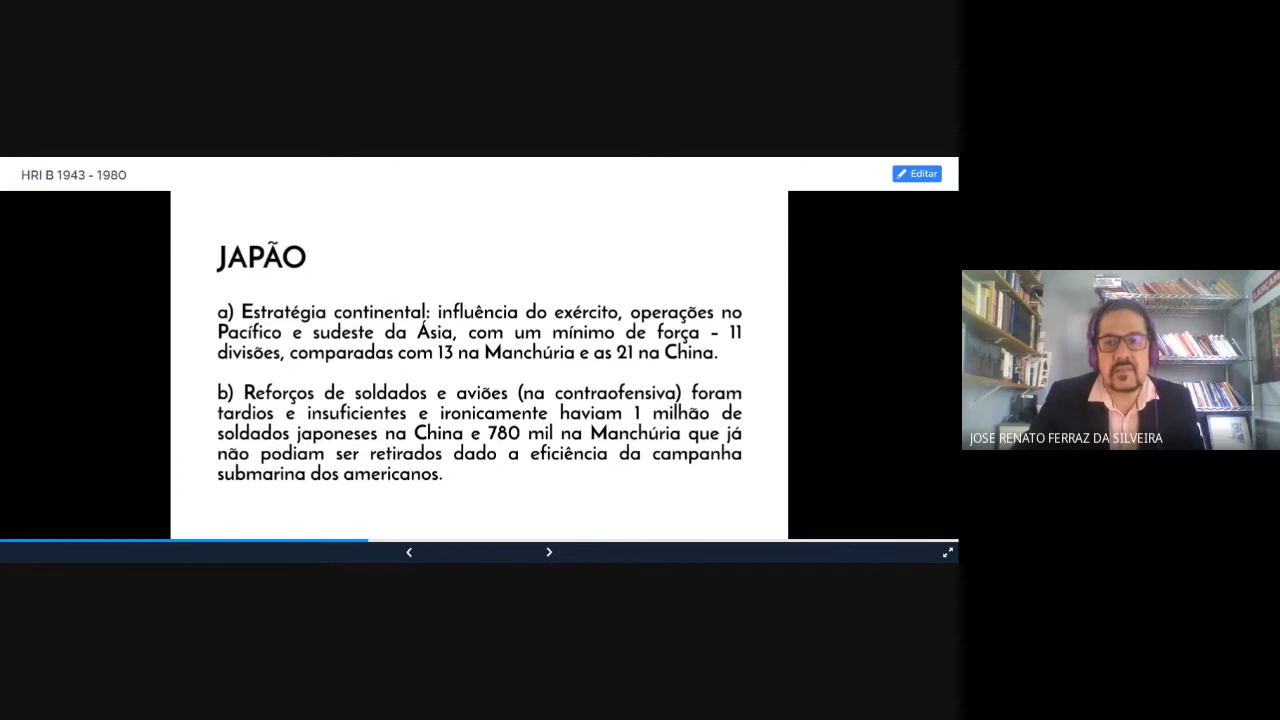 HRI B 1943 - 1980
Editar
JAPÃO
a) Estratégia continental: influência do exército, operações no
Pacífico e sudeste da Ásia, com um mínimo de força – 11
divisões, comparadas com 13 na Manchúria e as 21 na China.
b) Reforços de soldados e aviões (na contraofensiva) foram
tardios e insuficientes e ironicamente haviam 1 milhão de
soldados japoneses na China e 780 mil na Manchúria que já
não podiam ser retirados dado a eficiência da campanha
submarina dos americanos.
JOSE RENATO FERRAZ DA SILVEIRA